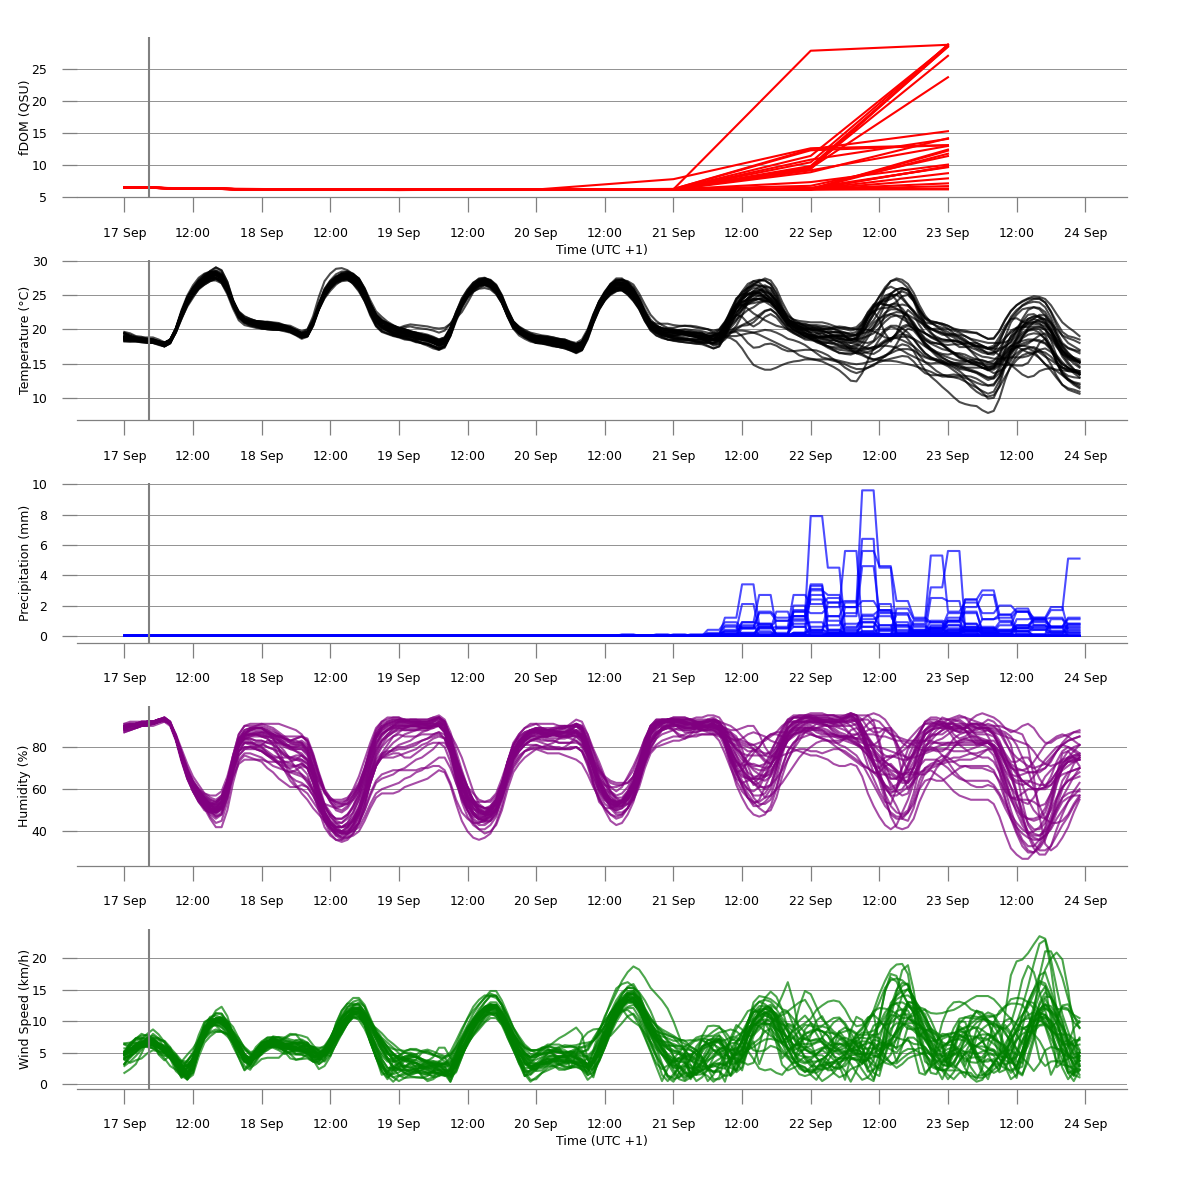 fDOM (QSU)
25
20
15
10
5
17 Sep 12:00 18 Sep 12:00 19 Sep 12:00 20 Sep 12:00 21 Sep 12:00 22 Sep 12:00 23 Sep 12:00 24 Sep
Time (UTC +1)
Temperature (°C)
30
25
20
15
10
17 Sep 12:00 18 Sep 12:00 19 Sep 12:00 20 Sep 12:00 21 Sep 12:00 22 Sep 12:00 23 Sep 12:00 24 Sep
Precipitation (mm)
10
8
6
4
2
0
17 Sep 12:00 18 Sep 12:00 19 Sep 12:00 20 Sep 12:00 21 Sep 12:00 22 Sep 12:00 23 Sep 12:00 24 Sep
Humidity (%)
80
60
40
17 Sep 12:00 18 Sep 12:00 19 Sep 12:00 20 Sep 12:00 21 Sep 12:00 22 Sep 12:00 23 Sep 12:00 24 Sep
Wind Speed (km/h)
20
15
10
5
0
17 Sep 12:00 18 Sep 12:00 19 Sep 12:00 20 Sep 12:00 21 Sep 12:00 22 Sep 12:00 23 Sep 12:00 24 Sep
Time (UTC +1)